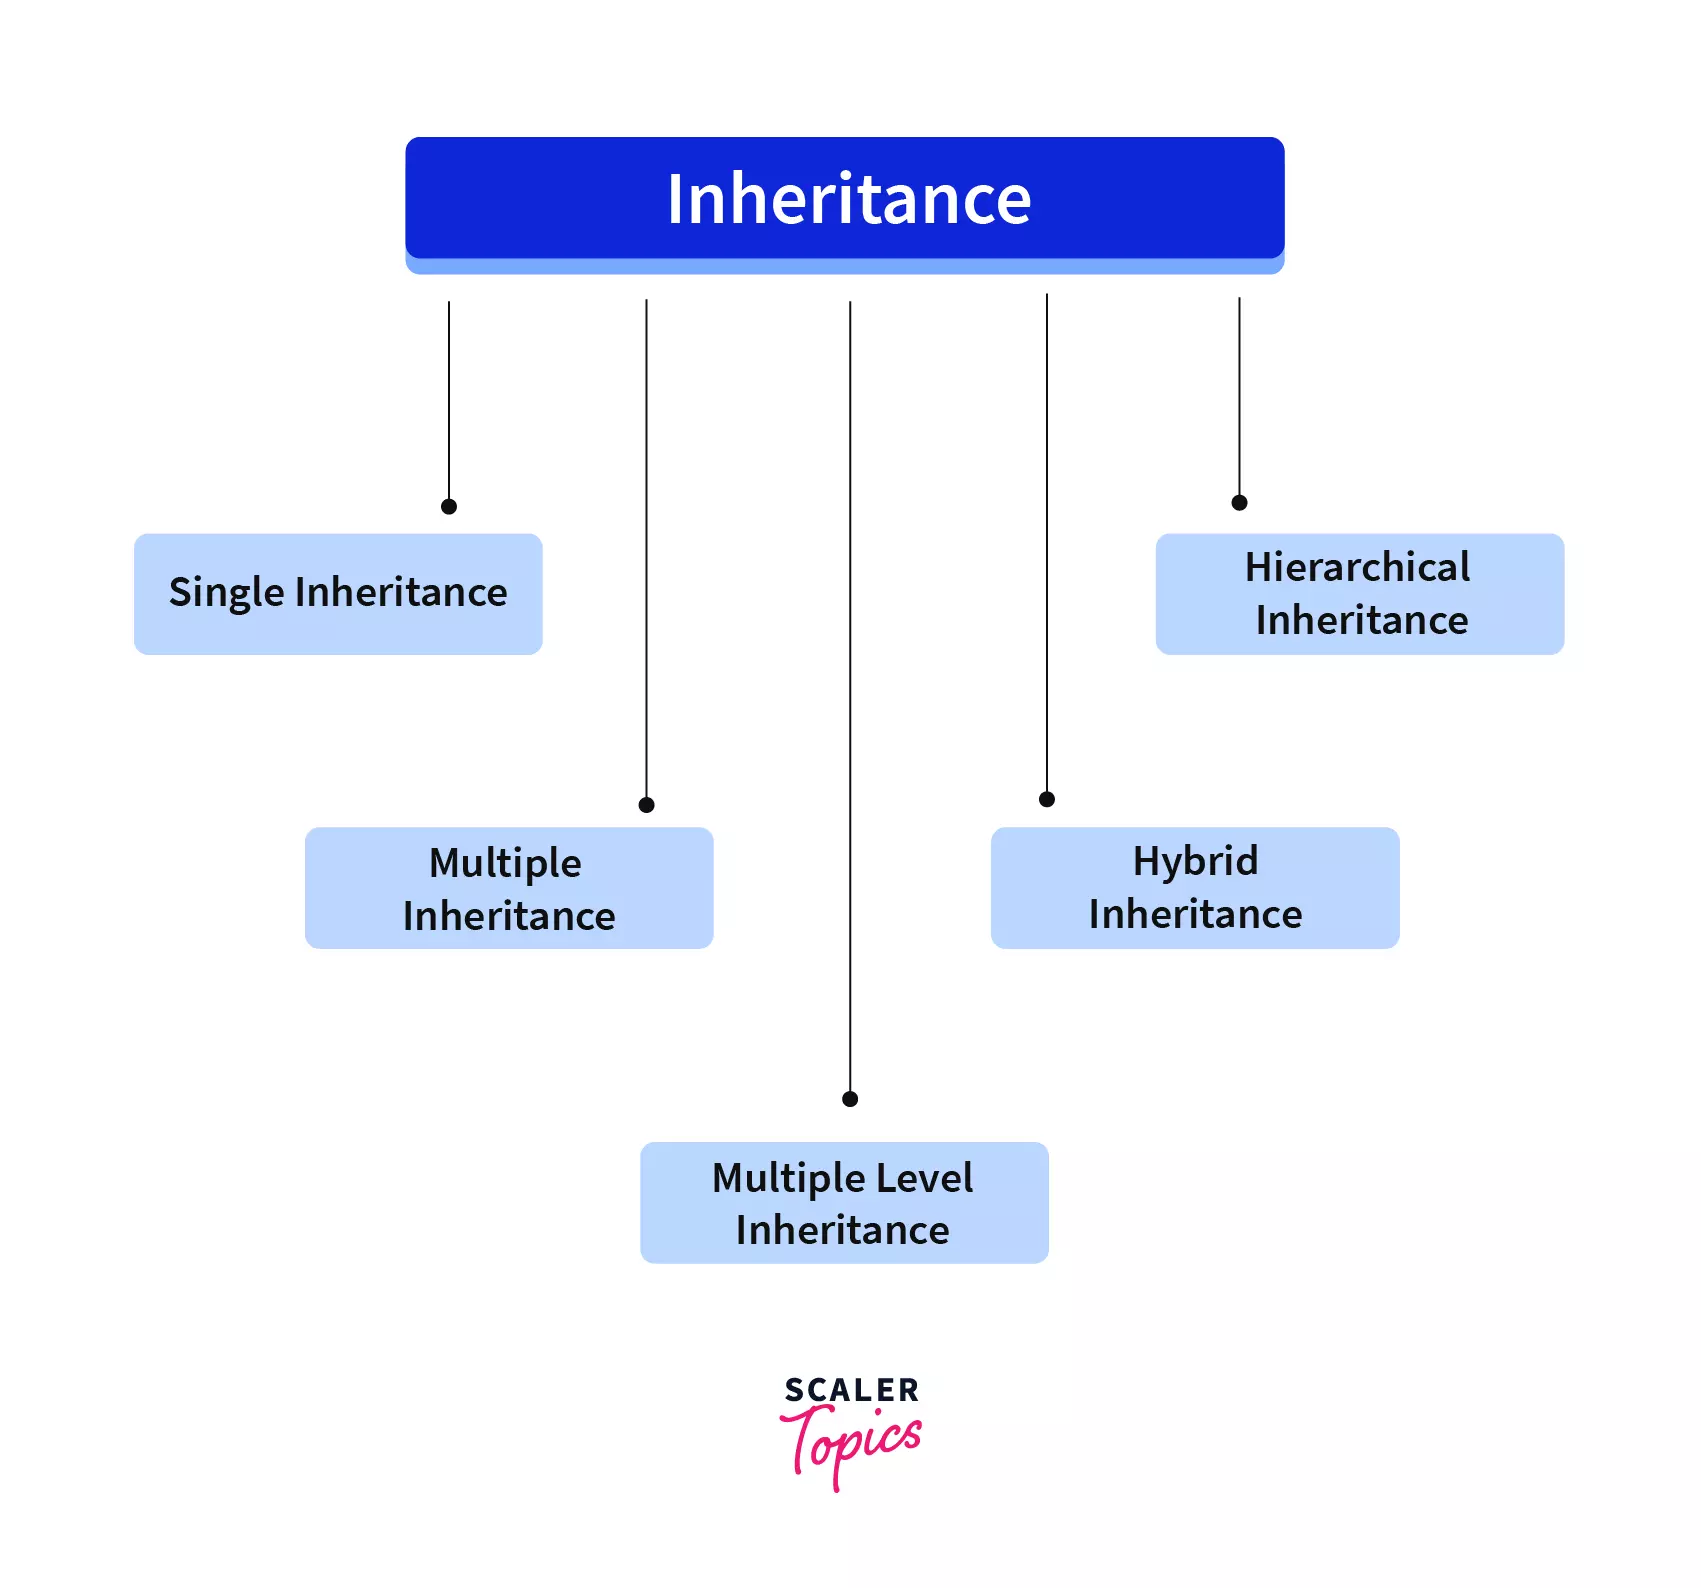 Inheritance
Single Inheritance
Hierarchical
Inheritance
Multiple
Inheritance
Hybrid
Inheritance
Multiple Level
Inheritance
SCALER
Topics